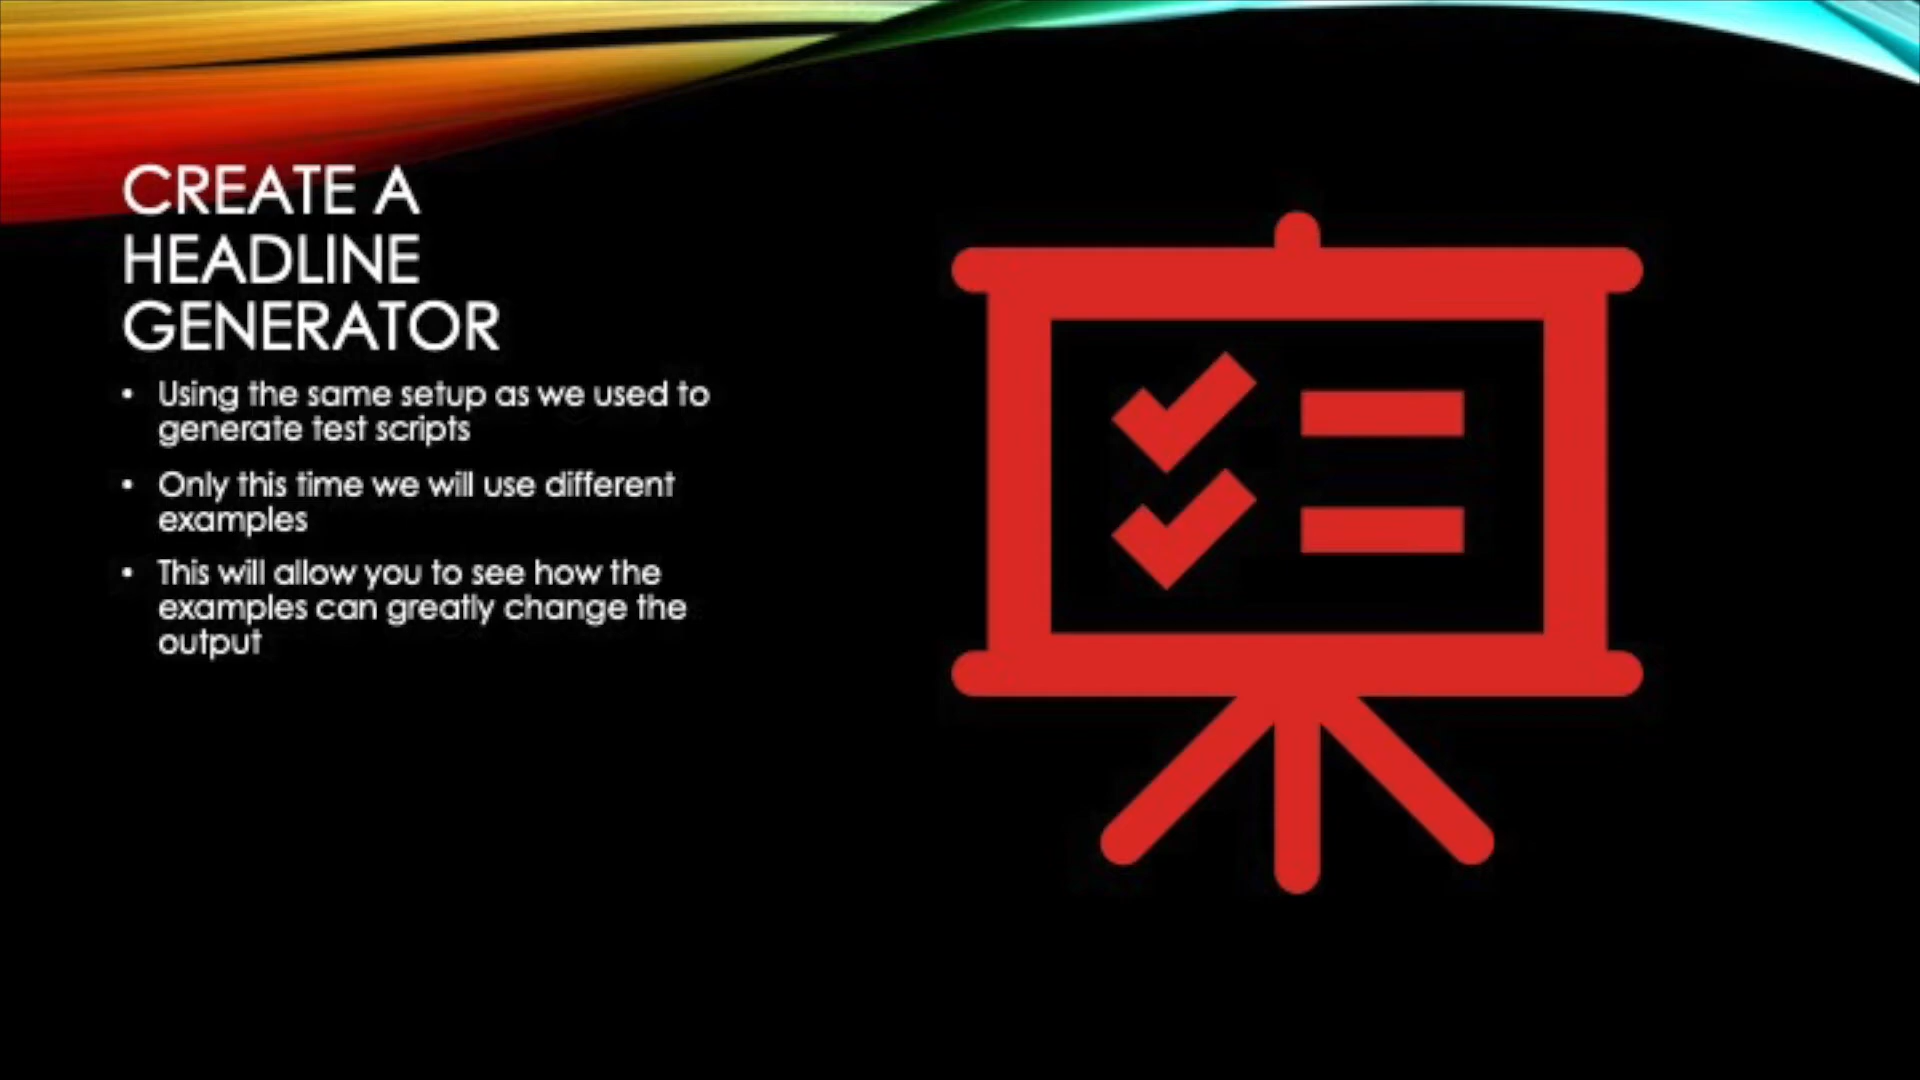 CREATE A
HEADLINE
GENERATOR
• Using the same setup as we used to
generate test scripts
• Only this time we will use different
examples
• This will allow you to see how the
examples can greatly change the
output